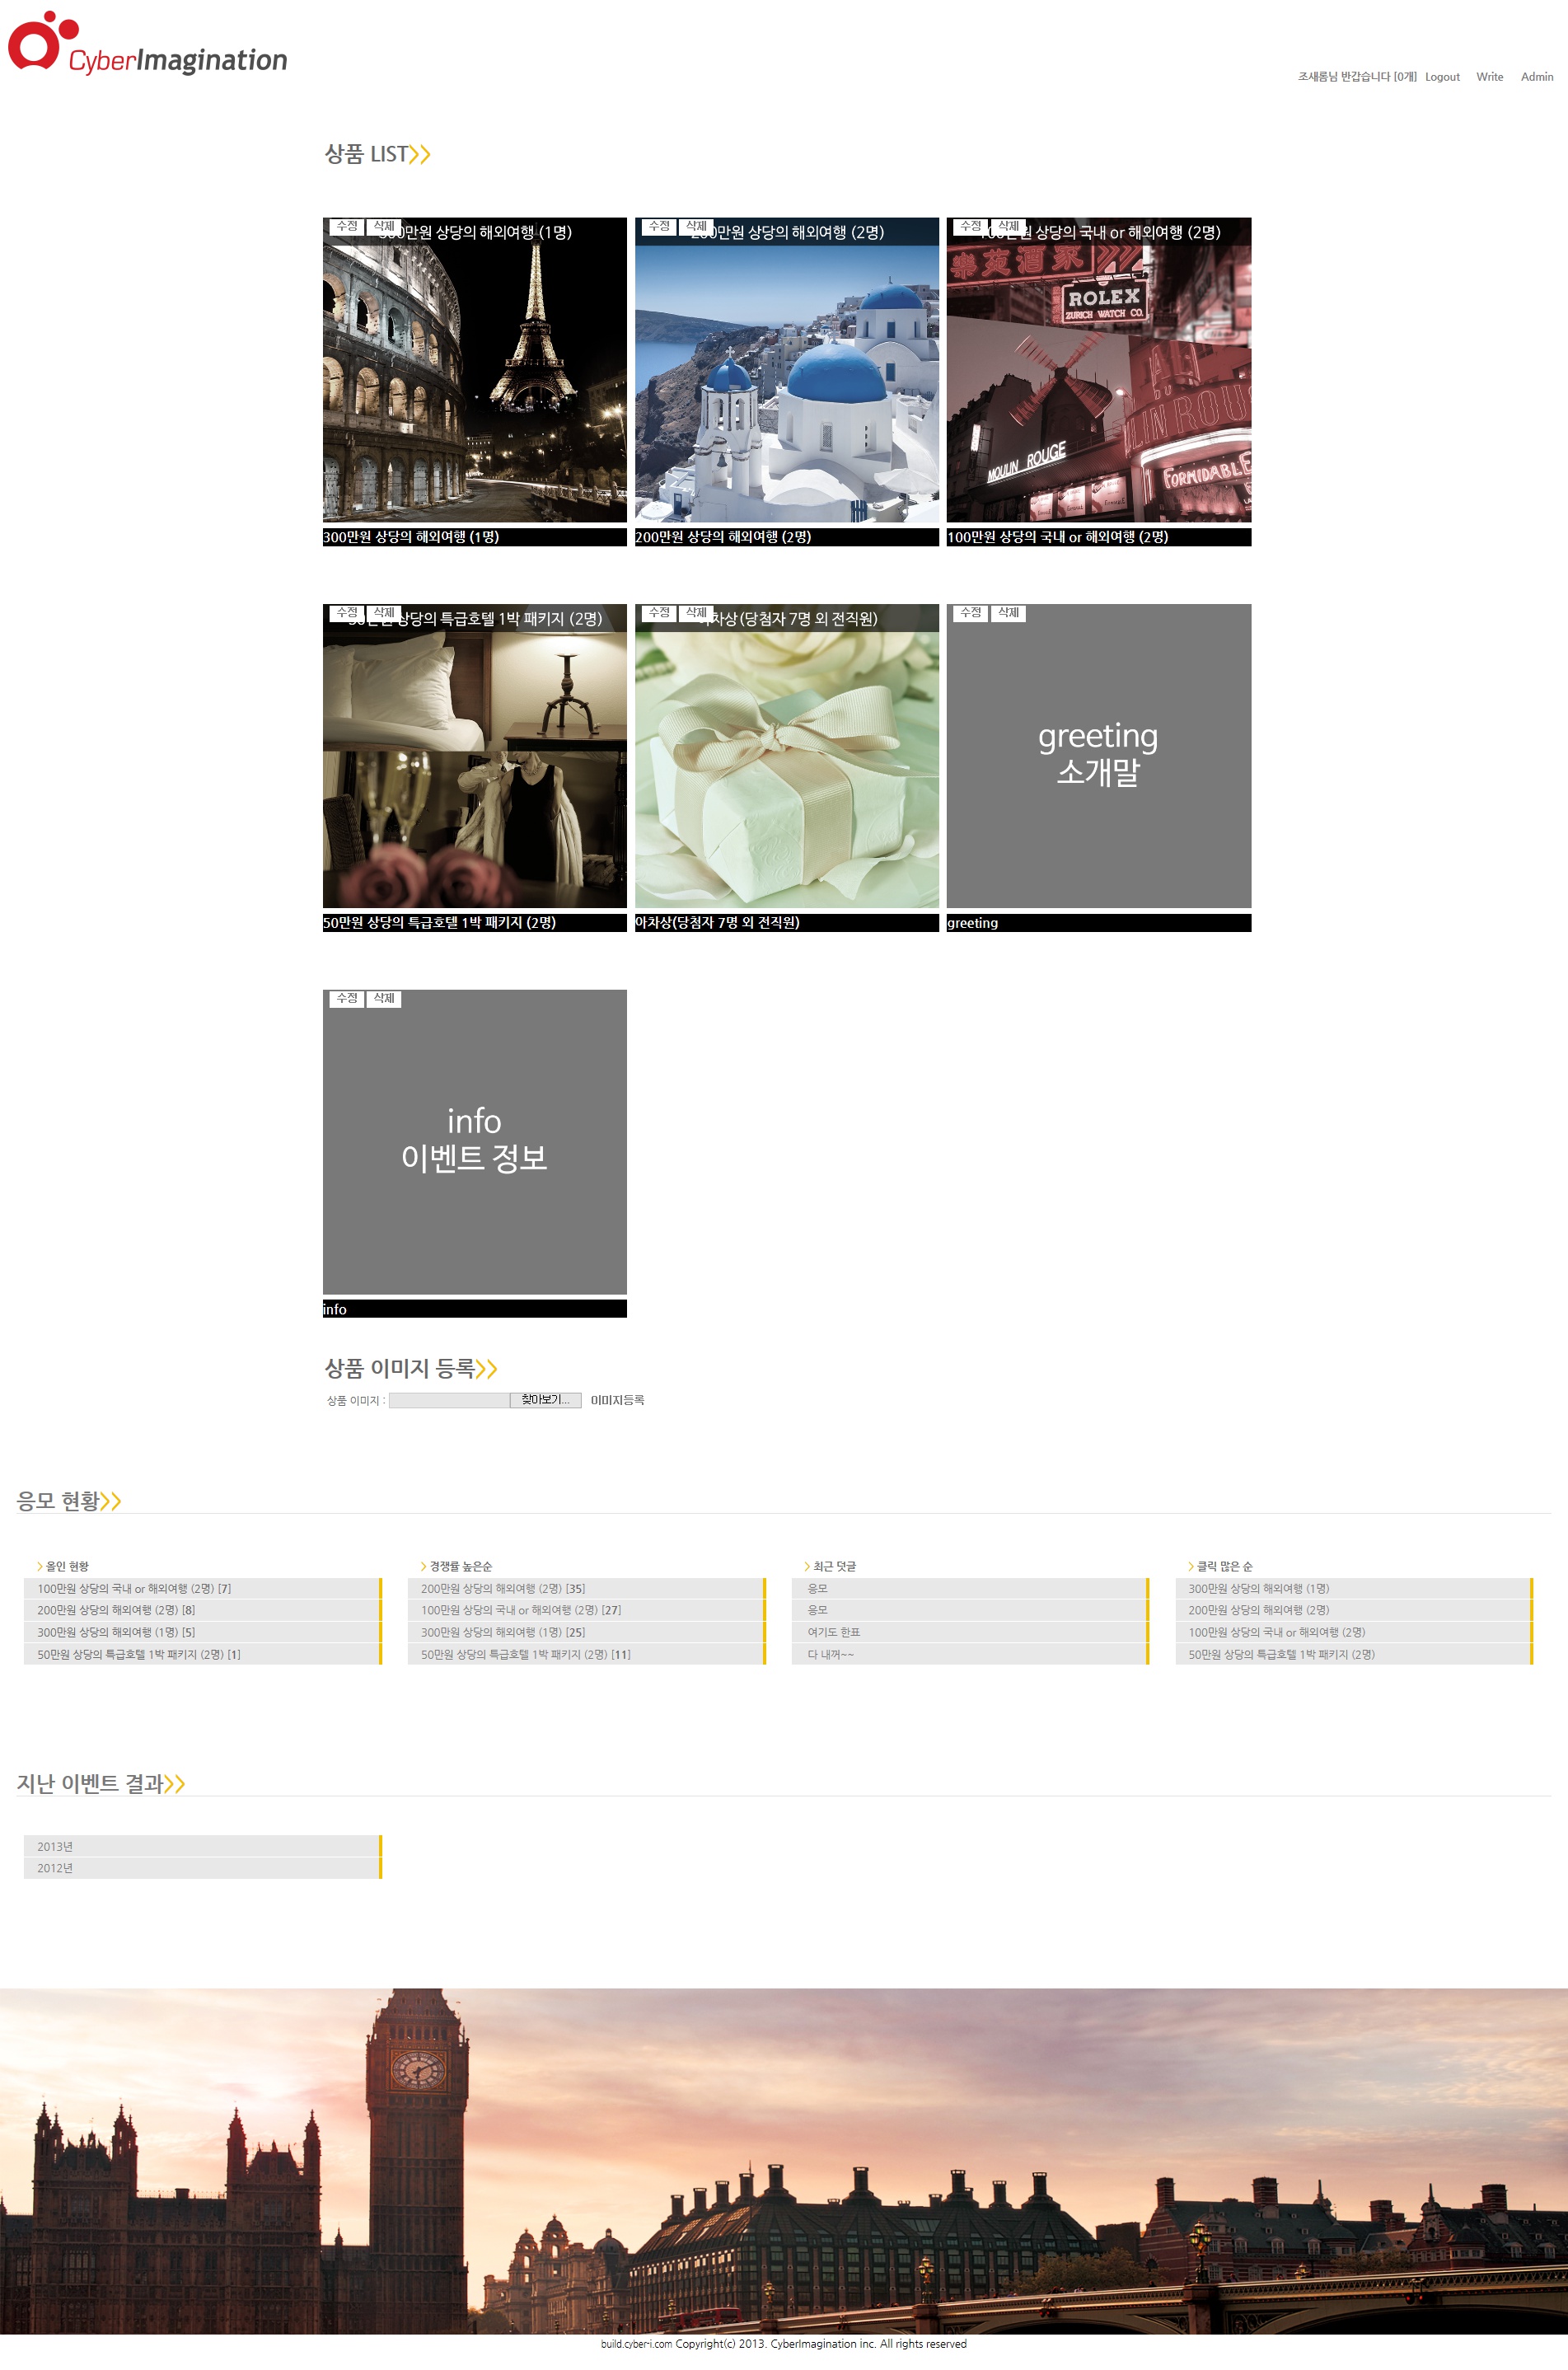 CyberImagination
조새롬님 반갑습니다 [0개] Logout Write Admin
상품 LIST
수정 삭제 만원 상당의 해외여행 (1명)
수정 삭제 만원 상당의 해외여행 (2명)
수정 삭제 상당의 국내 or 해외여행 (2명)
樂苑酒家
ROLEX
ZURICH WATCH CO.
MOULIN ROUGE
LIN ROU
FORMIDABLE
300만원 상당의 해외여행 (1명)
200만원 상당의 해외여행 (2명)
100만원 상당의 국내 or 해외여행 (2명)
수정 삭제 상당의 특급호텔 1박 패키지 (2명)
수정 삭제 차상(당첨자 7명 외 전직원)
수정 삭제
greeting
소개말
50만원 상당의 특급호텔 1박 패키지 (2명)
아차상(당첨자 7명 외 전직원)
greeting
수정 삭제
info
이벤트 정보
info
상품 이미지 등록
상품 이미지 : 찾아보기... 이미지등록
응모 현황
올인 현황
100만원 상당의 국내 or 해외여행 (2명) [7]
200만원 상당의 해외여행 (2명) [8]
300만원 상당의 해외여행 (1명) [5]
50만원 상당의 특급호텔 1박 패키지 (2명) [1]
경쟁률 높은순
200만원 상당의 해외여행 (2명) [35]
100만원 상당의 국내 or 해외여행 (2명) [27]
300만원 상당의 해외여행 (1명) [25]
50만원 상당의 특급호텔 1박 패키지 (2명) [11]
최근 덧글
응모
응모
여기도 한표
다 내꺼~~
클릭 많은 순
300만원 상당의 해외여행 (1명)
200만원 상당의 해외여행 (2명)
100만원 상당의 국내 or 해외여행 (2명)
50만원 상당의 특급호텔 1박 패키지 (2명)
지난 이벤트 결과
2013년
2012년
build.cyber-i.com Copyright(c) 2013. CyberImagination inc. All rights reserved